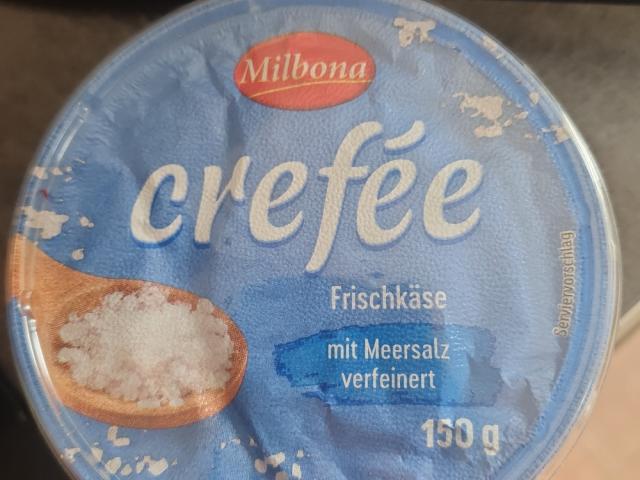 Milbona
crefée
Frischkäse
mit Meersalz
verfeinert
150 g
Serviervorschlag